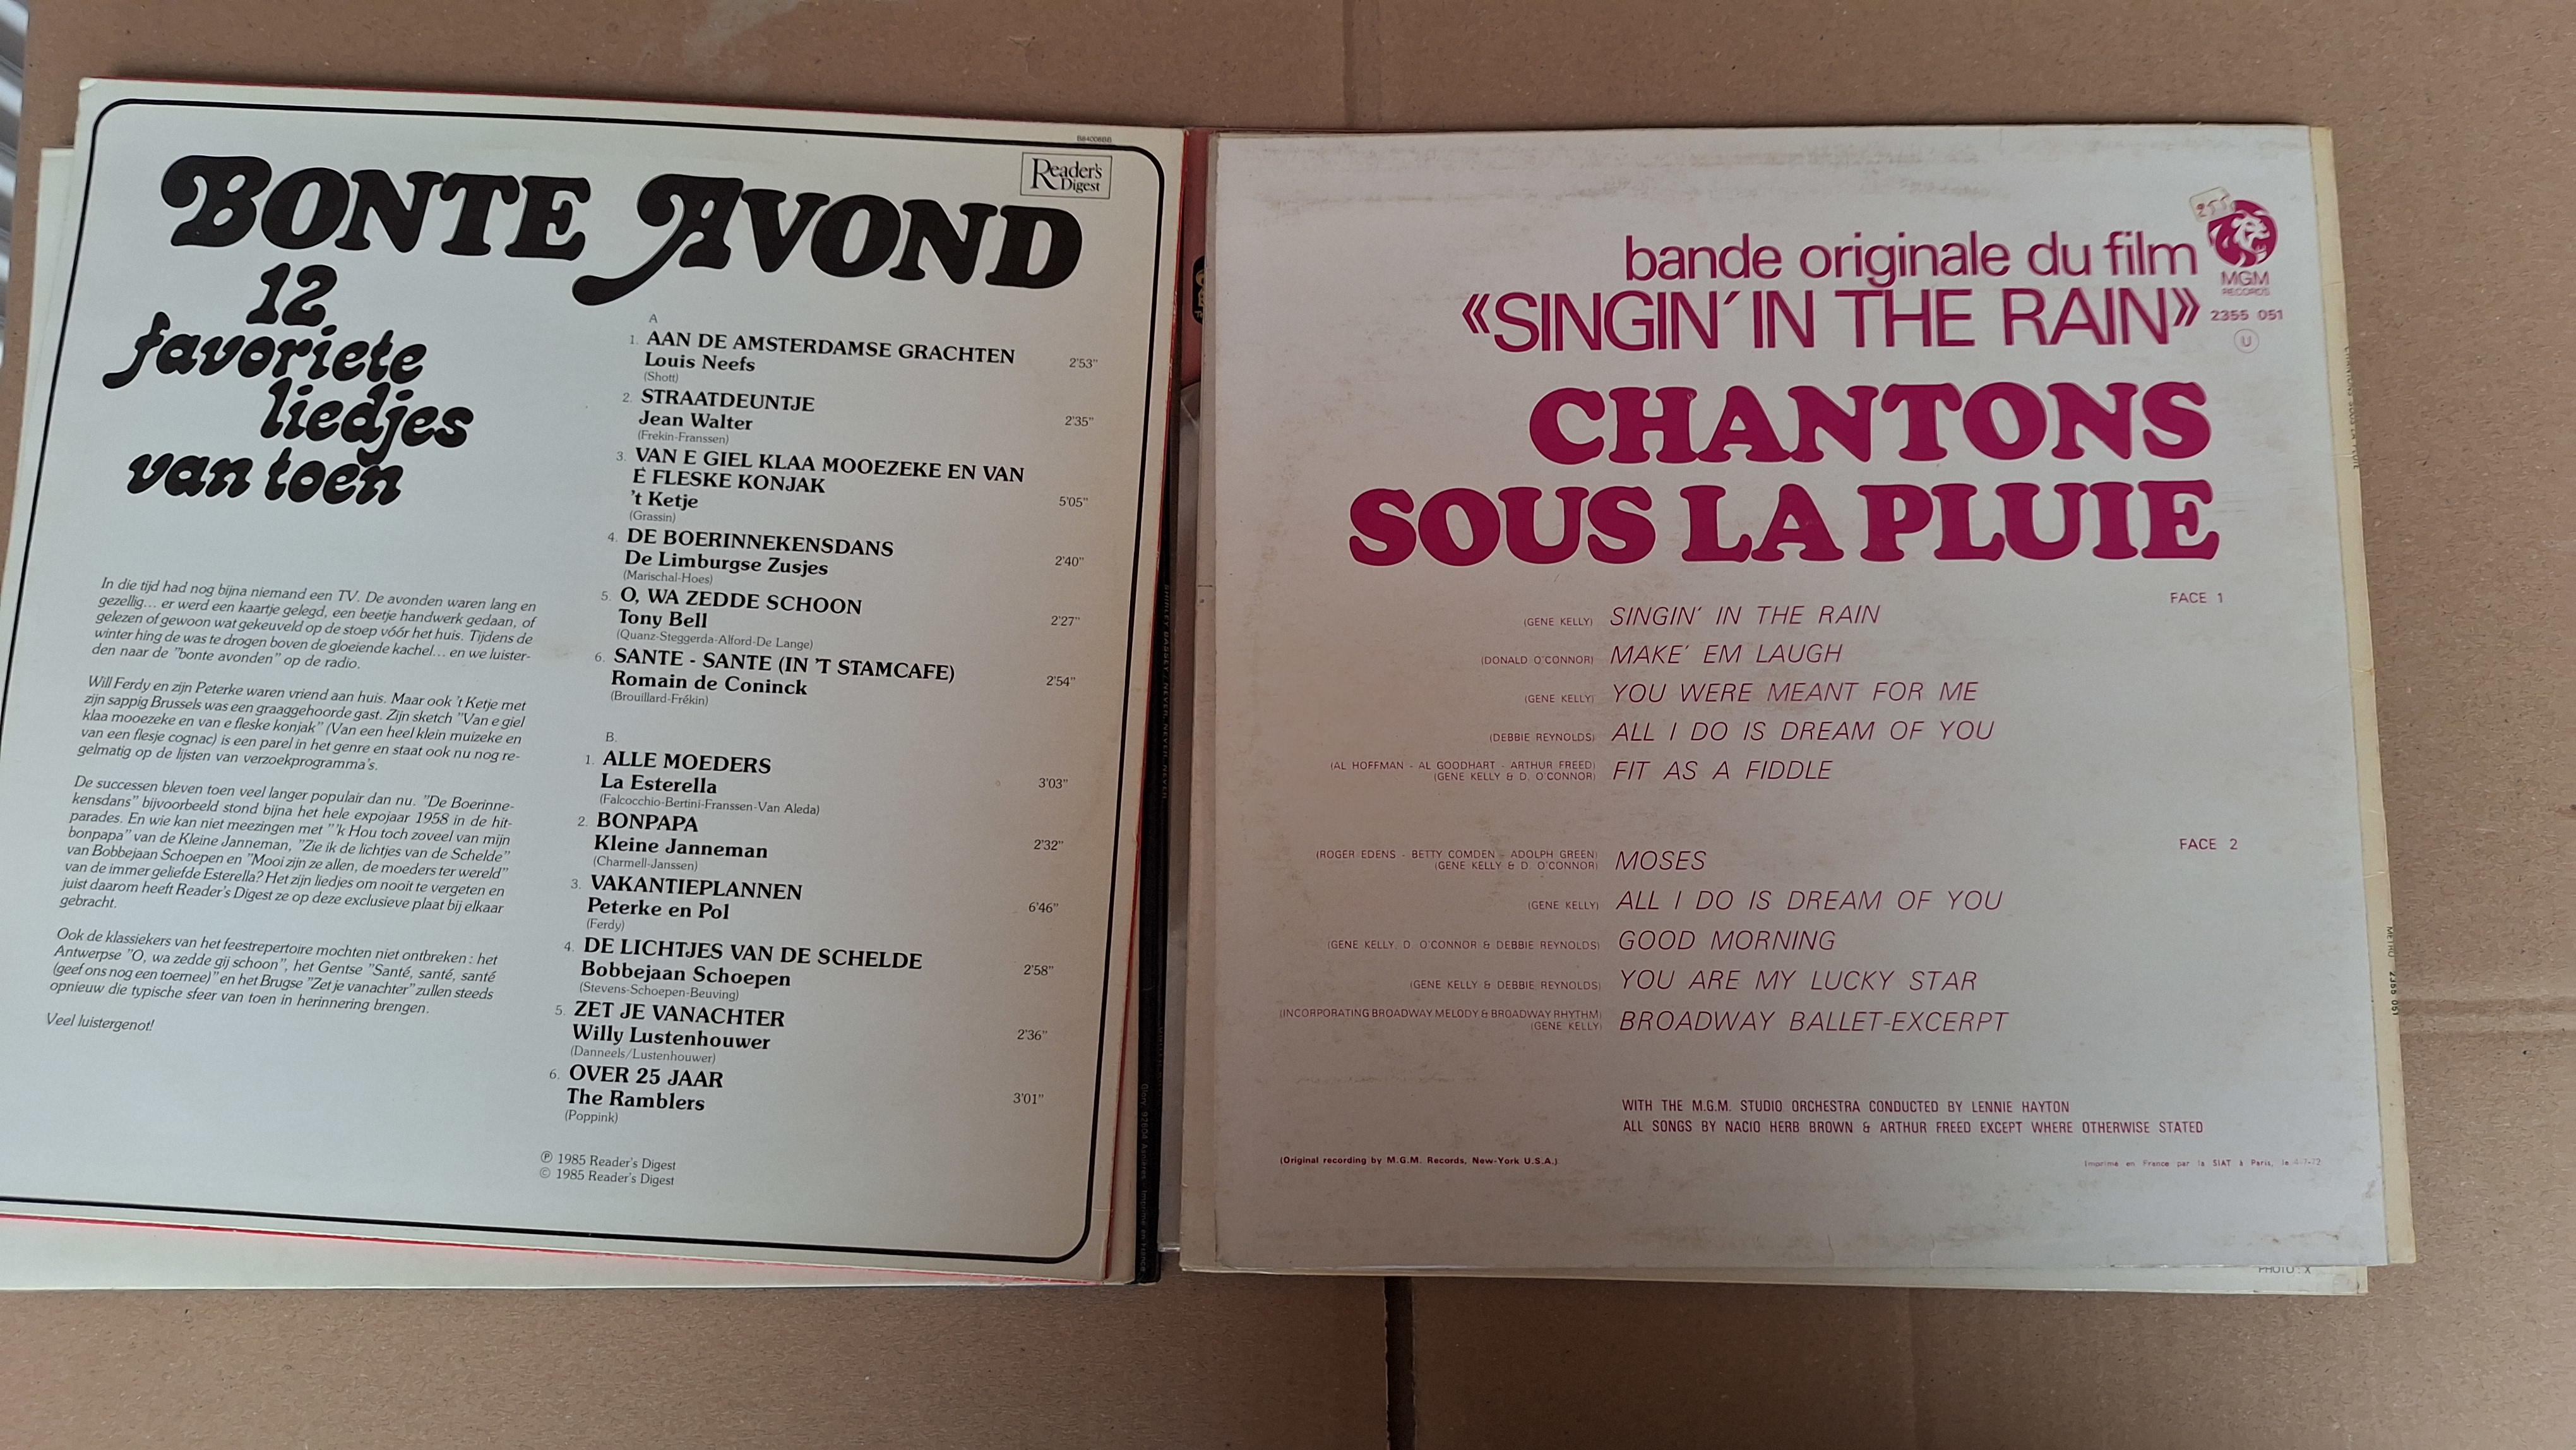 Reader's
Digest
BONTE AVOND
12
favoriete
liedjes
van toen
In die tijd had nog bijna niemand een TV. De avonden waren lang en
gezellig... er werd een kaartje gelegd, een beetje handwerk gedaan, of
gelezen of gewoon wat gekeuveld op de stoep vóór het huis. Tijdens de
winter hing de was te drogen boven de gloeiende kachel... en we luister-
den naar de "bonte avonden" op de radio.
Will Ferdy en zijn Peterke waren vriend aan huis. Maar ook 't Ketje met
zijn sappig Brussels was een graaggehoorde gast. Zijn sketch "Van e giel
klaa mooezeke en van e fleske konjak" (Van een heel klein muizeke en
van een flesje cognac) is een parel in het genre en staat ook nu nog re-
gelmatig op de lijsten van verzoekprogramma's.
De successen bleven toen veel langer populair dan nu. "De Boerinne-
kensdans" bijvoorbeeld stond bijna het hele expojaar 1958 in de hit-
parades. En wie kan niet meezingen met "'k Hou toch zoveel van mijn
bonpapa" van de Kleine Janneman, "Zie ik de lichtjes van de Schelde"
van Bobbejaan Schoepen en "Mooi zijn ze allen, de moeders ter wereld"
van de immer geliefde Esterella? Het zijn liedjes om nooit te vergeten en
juist daarom heeft Reader's Digest ze op deze exclusieve plaat bij elkaar
gebracht.
Ook de klassiekers van het feestrepertoire mochten niet ontbreken : het
Antwerpse "O, wa zedde gij schoon", het Gentse "Santé, santé, santé
(geef ons nog een toernee)" en het Brugse "Zet je vanachter" zullen steeds
opnieuw die typische sfeer van toen in herinnering brengen.
Veel luistergenot!
A
1. AAN DE AMSTERDAMSE GRACHTEN
Louis Neefs 2'53"
(Shott)
2. STRAATDEUNTJE
Jean Walter 2'35"
(Frekin-Franssen)
3. VAN E GIEL KLAA MOOEZEKE EN VAN
E FLESKE KONJAK
't Ketje 5'05"
(Grassin)
4. DE BOERINNEKENSDANS
De Limburgse Zusjes 2'40"
(Marischal-Hoes)
5. O, WA ZEDDE SCHOON
Tony Bell 2'27"
(Quanz-Steggerda-Alford-De Lange)
6. SANTE - SANTE (IN 'T STAMCAFE)
Romain de Coninck 2'54"
(Brouillard-Frékin)
B.
1. ALLE MOEDERS
La Esterella 3'03"
(Falcocchio-Bertini-Franssen-Van Aleda)
2. BONPAPA
Kleine Janneman 2'32"
(Charmell-Janssen)
3. VAKANTIEPLANNEN
Peterke en Pol 6'46"
(Ferdy)
4. DE LICHTJES VAN DE SCHELDE
Bobbejaan Schoepen 2'58"
(Stevens-Schoepen-Beuving)
5. ZET JE VANACHTER
Willy Lustenhouwer 2'36"
(Danneels/Lustenhouwer)
6. OVER 25 JAAR
The Ramblers 3'01"
(Poppink)
℗ 1985 Reader's Digest
© 1985 Reader's Digest
SHIRLEY BASSEY / NEVER, NEVER, NEVER
255
bande originale du film
«SINGIN' IN THE RAIN»
MGM
RECORDS
2355 051
U
CHANTONS
SOUS LA PLUIE
FACE 1
(GENE KELLY) SINGIN' IN THE RAIN
(DONALD O'CONNOR) MAKE' EM LAUGH
(GENE KELLY) YOU WERE MEANT FOR ME
(DEBBIE REYNOLDS) ALL I DO IS DREAM OF YOU
(AL HOFFMAN - AL GOODHART - ARTHUR FREED)
(GENE KELLY & D. O'CONNOR) FIT AS A FIDDLE
FACE 2
(ROGER EDENS - BETTY COMDEN - ADOLPH GREEN)
(GENE KELLY & D. O'CONNOR) MOSES
(GENE KELLY) ALL I DO IS DREAM OF YOU
(GENE KELLY, D. O'CONNOR & DEBBIE REYNOLDS) GOOD MORNING
(GENE KELLY & DEBBIE REYNOLDS) YOU ARE MY LUCKY STAR
(INCORPORATING BROADWAY MELODY & BROADWAY RHYTHM)
(GENE KELLY) BROADWAY BALLET-EXCERPT
WITH THE M.G.M. STUDIO ORCHESTRA CONDUCTED BY LENNIE HAYTON
ALL SONGS BY NACIO HERB BROWN & ARTHUR FREED EXCEPT WHERE OTHERWISE STATED
(Original recording by M.G.M. Records, New-York U.S.A.)
Imprimé en France par la SIAT à Paris, le
CHANTONS SOUS LA PLUIE
2355 051
PHOTO : X